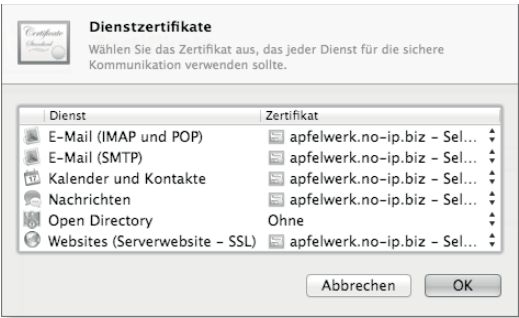 Certificate
Standard
Dienstzertifikate
Wählen Sie das Zertifikat aus, das jeder Dienst für die sichere
Kommunikation verwenden sollte.
Dienst Zertifikat
E-Mail (IMAP und POP) apfelwerk.no-ip.biz – Sel...
E-Mail (SMTP) apfelwerk.no-ip.biz – Sel...
17 Kalender und Kontakte apfelwerk.no-ip.biz – Sel...
Nachrichten apfelwerk.no-ip.biz – Sel...
Open Directory Ohne
Websites (Serverwebsite – SSL) apfelwerk.no-ip.biz – Sel...
Abbrechen OK